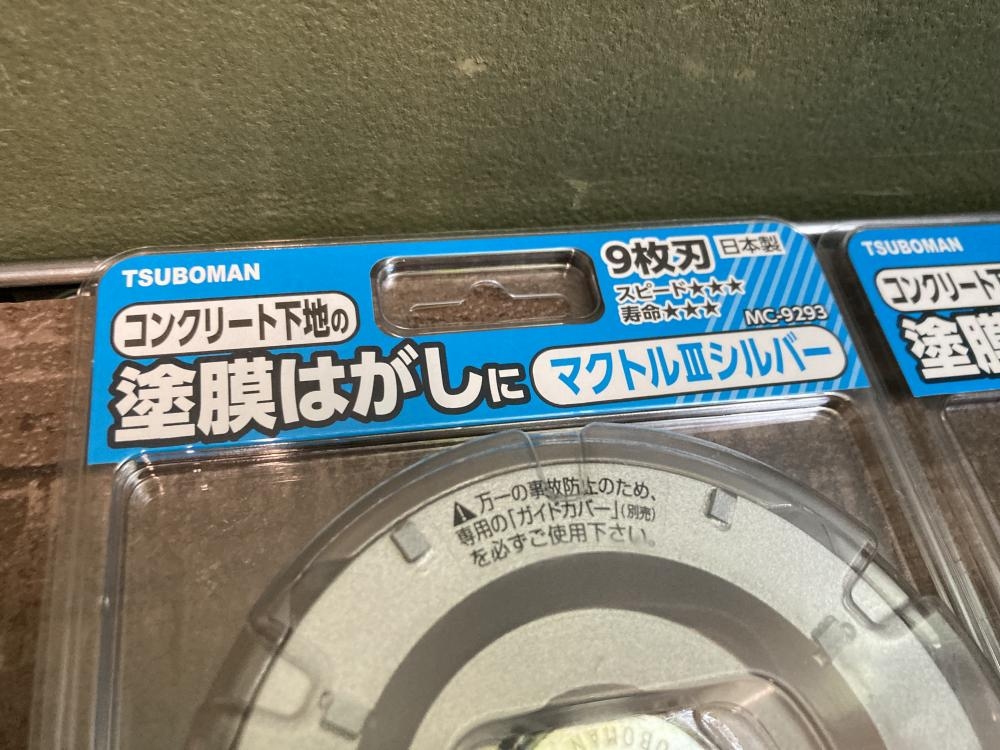 TSUBOMAN
9枚刃 日本製
スピード★★★
寿命★★★
MC-9293
コンクリート下地の
塗膜はがしに
マクトルⅢシルバー
⚠万一の事故防止のため、
専用の「ガイドカバー」(別売)
を必ずご使用下さい。
TSUBOMAN
コンクリート
塗膜